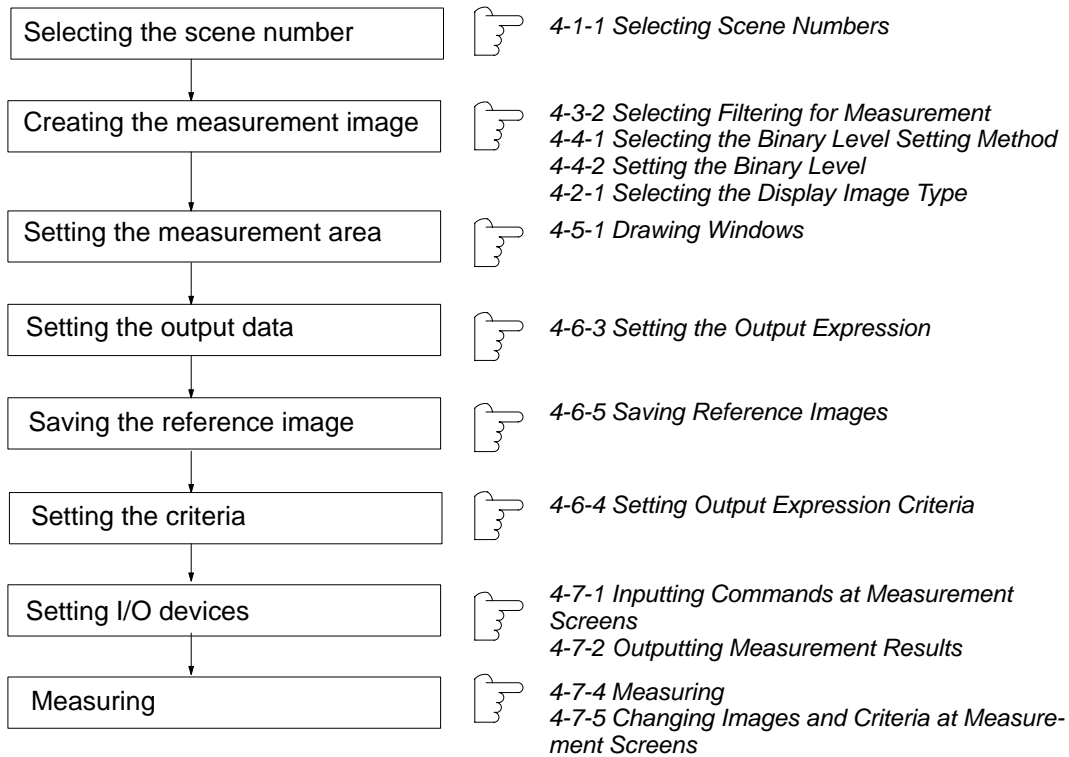 Selecting the scene number
4-1-1 Selecting Scene Numbers
Creating the measurement image
4-3-2 Selecting Filtering for Measurement
4-4-1 Selecting the Binary Level Setting Method
4-4-2 Setting the Binary Level
4-2-1 Selecting the Display Image Type
Setting the measurement area
4-5-1 Drawing Windows
Setting the output data
4-6-3 Setting the Output Expression
Saving the reference image
4-6-5 Saving Reference Images
Setting the criteria
4-6-4 Setting Output Expression Criteria
Setting I/O devices
4-7-1 Inputting Commands at Measurement
Screens
4-7-2 Outputting Measurement Results
Measuring
4-7-4 Measuring
4-7-5 Changing Images and Criteria at Measure-
ment Screens